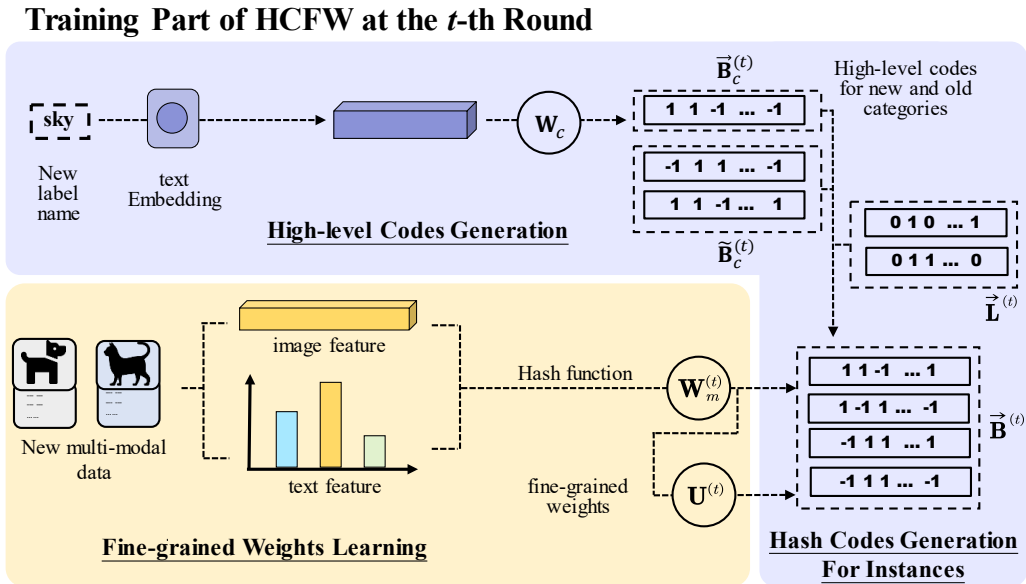 Training Part of HCFW at the t-th Round
sky
New
label
name
text
Embedding
W_c
High-level Codes Generation
B⃗_c^(t)
1 1 -1 ... -1
-1 1 1 ... -1
1 1 -1 ... 1
B̃_c^(t)
High-level codes
for new and old
categories
0 1 0 ... 1
0 1 1 ... 0
L⃗^(t)
New multi-modal
data
image feature
text feature
Hash function
W_m^(t)
fine-grained
weights
U^(t)
Fine-grained Weights Learning
1 1 -1 ... 1
1 -1 1 ... -1
-1 1 1 ... 1
-1 1 1 ... -1
B⃗^(t)
Hash Codes Generation
For Instances